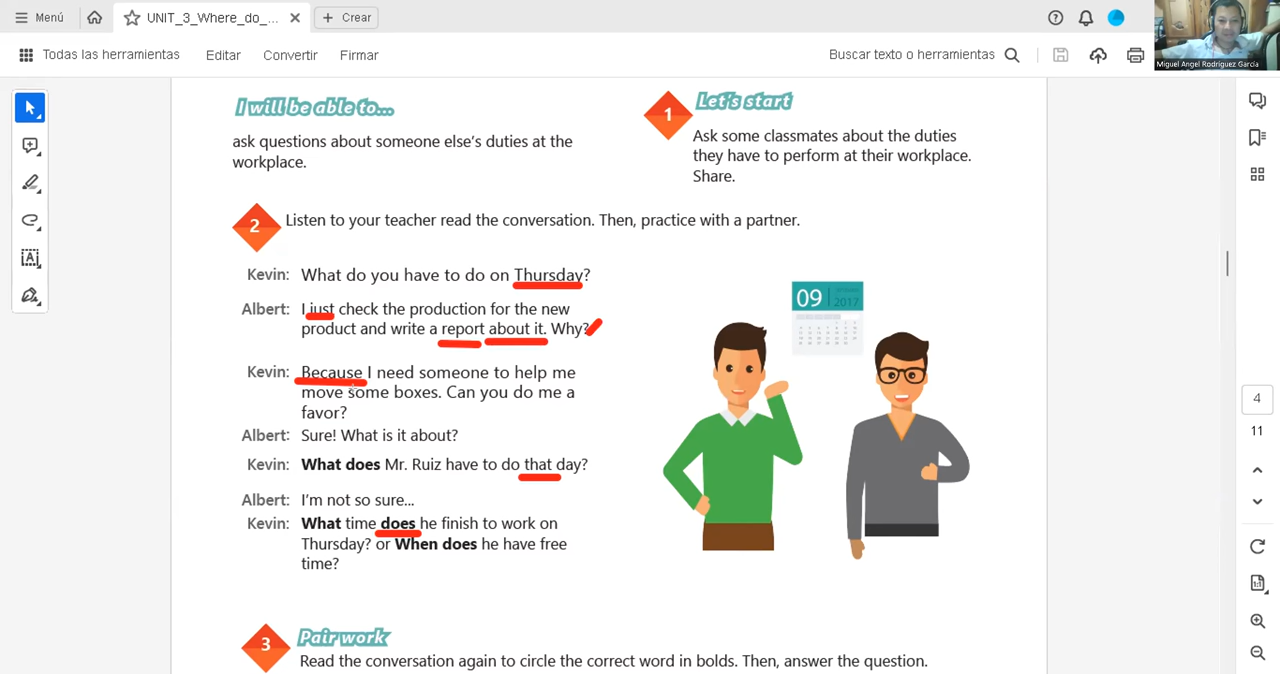 Menú
UNIT_3_Where_do_...
Crear
Todas las herramientas
Editar
Convertir
Firmar
Buscar texto o herramientas
Miguel Angel Rodríguez García
I will be able to...
ask questions about someone else's duties at the
workplace.
1
Let's start
Ask some classmates about the duties
they have to perform at their workplace.
Share.
2
Listen to your teacher read the conversation. Then, practice with a partner.
Kevin: What do you have to do on Thursday?
Albert: I just check the production for the new
product and write a report about it. Why?
Kevin: Because I need someone to help me
move some boxes. Can you do me a
favor?
Albert: Sure! What is it about?
Kevin: What does Mr. Ruiz have to do that day?
Albert: I'm not so sure...
Kevin: What time does he finish to work on
Thursday? or When does he have free
time?
09
2017
3
Pair work
Read the conversation again to circle the correct word in bolds. Then, answer the question.
4
11